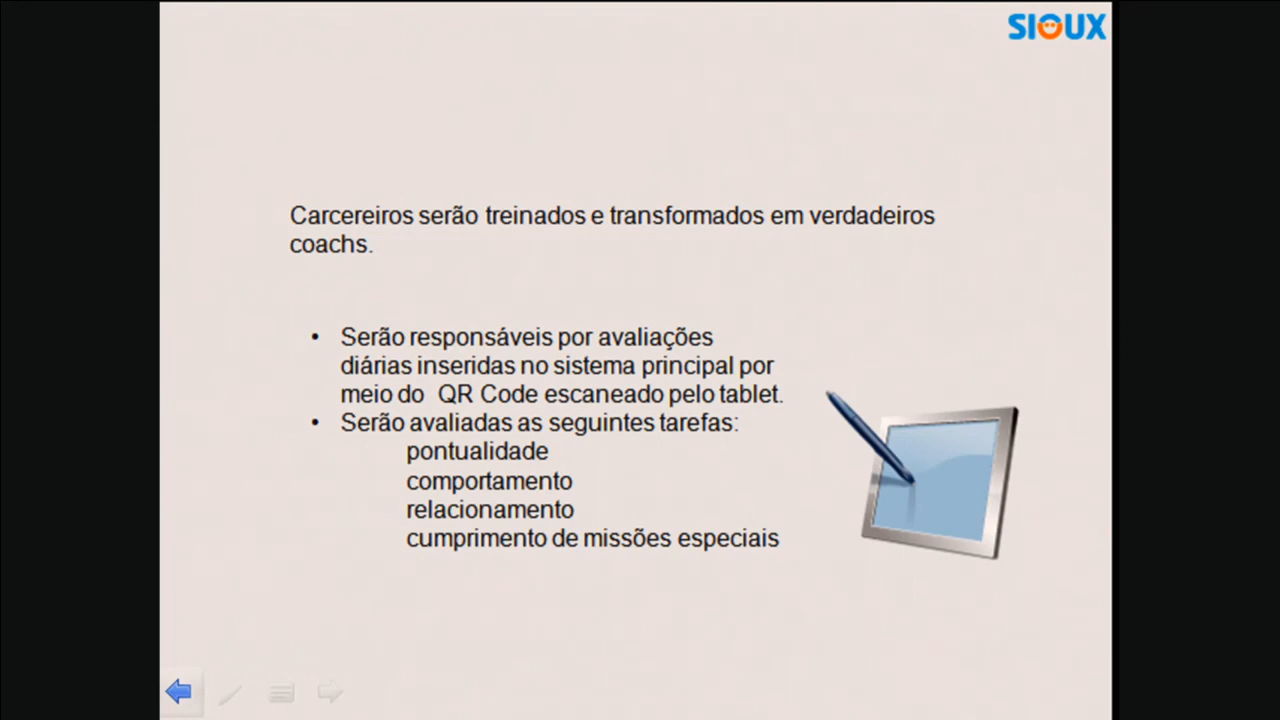 SIOUX
Carcereiros serão treinados e transformados em verdadeiros
coachs.
• Serão responsáveis por avaliações
diárias inseridas no sistema principal por
meio do QR Code escaneado pelo tablet.
• Serão avaliadas as seguintes tarefas:
pontualidade
comportamento
relacionamento
cumprimento de missões especiais